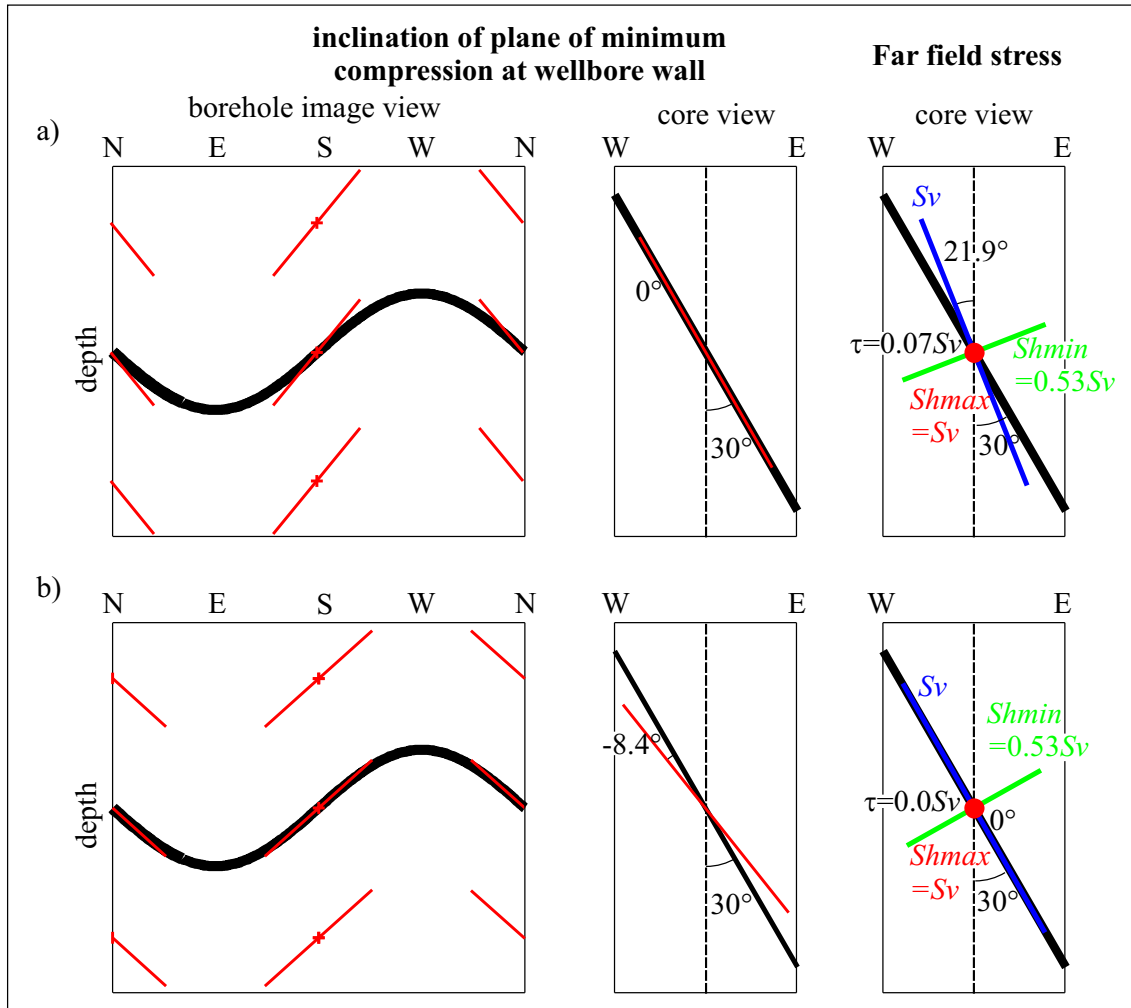 inclination of plane of minimum
compression at wellbore wall
Far field stress
borehole image view
core view
core view
a)
N E S W N
W E
W E
depth
0°
30°
Sv
21.9°
τ=0.07Sv
Shmin
=0.53Sv
Shmax
=Sv
30°
b)
N E S W N
W E
W E
depth
-8.4°
30°
Sv
Shmin
=0.53Sv
τ=0.0Sv
0°
Shmax
=Sv
30°